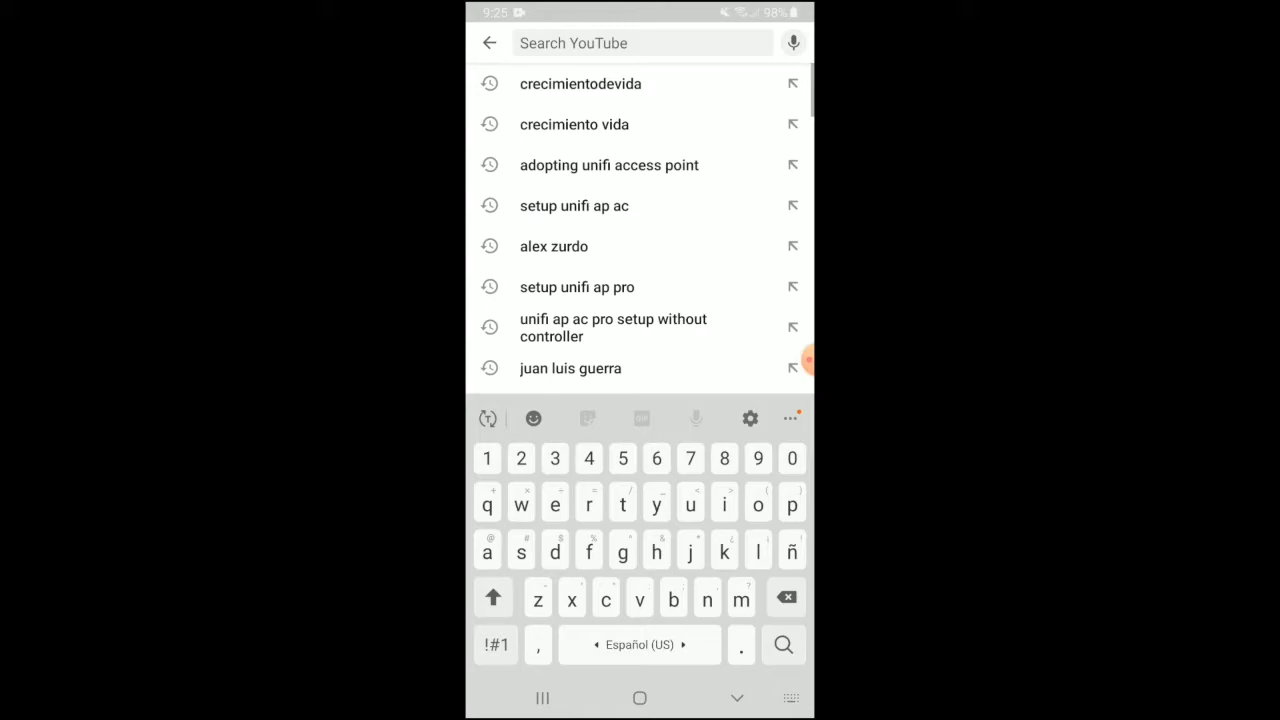 9:25 98%
Search YouTube
crecimientodevida
crecimiento vida
adopting unifi access point
setup unifi ap ac
alex zurdo
setup unifi ap pro
unifi ap ac pro setup without
controller
juan luis guerra
GIF
1 2 3 4 5 6 7 8 9 0
q w e r t y u i o p
a s d f g h j k l ñ
z x c v b n m
!#1 , Español (US) .